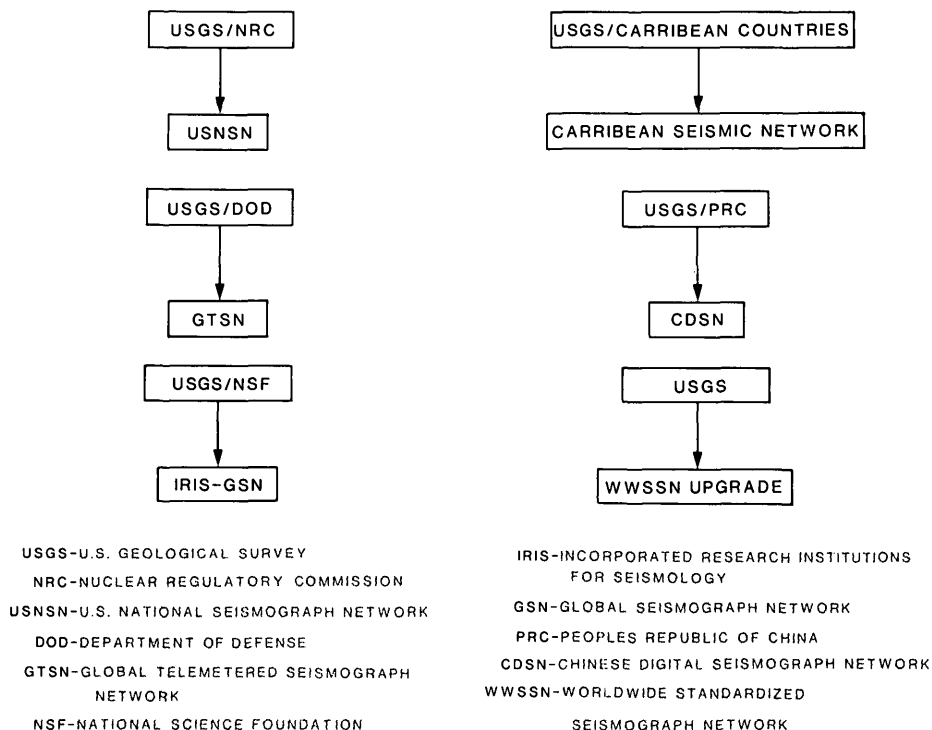 USGS/NRC
USNSN
USGS/DOD
GTSN
USGS/NSF
IRIS-GSN
USGS/CARRIBEAN COUNTRIES
CARRIBEAN SEISMIC NETWORK
USGS/PRC
CDSN
USGS
WWSSN UPGRADE
USGS-U.S. GEOLOGICAL SURVEY
NRC-NUCLEAR REGULATORY COMMISSION
USNSN-U.S. NATIONAL SEISMOGRAPH NETWORK
DOD-DEPARTMENT OF DEFENSE
GTSN-GLOBAL TELEMETERED SEISMOGRAPH
NETWORK
NSF-NATIONAL SCIENCE FOUNDATION
IRIS-INCORPORATED RESEARCH INSTITUTIONS
FOR SEISMOLOGY
GSN-GLOBAL SEISMOGRAPH NETWORK
PRC-PEOPLES REPUBLIC OF CHINA
CDSN-CHINESE DIGITAL SEISMOGRAPH NETWORK
WWSSN-WORLDWIDE STANDARDIZED
SEISMOGRAPH NETWORK